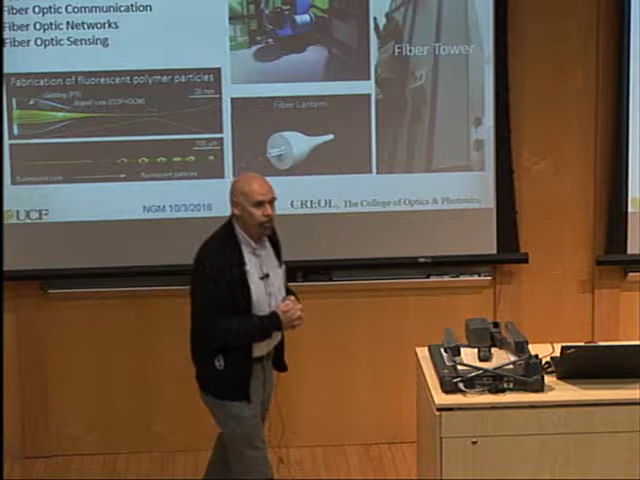 Fiber Optic Communication
Fiber Optic Networks
Fiber Optic Sensing
Fiber Tower
Fabrication of fluorescent polymer particles
Fiber Lantern
fluorescent particles
UCF
NGM 10/3/2016
CREOL, The College of Optics & Photonics